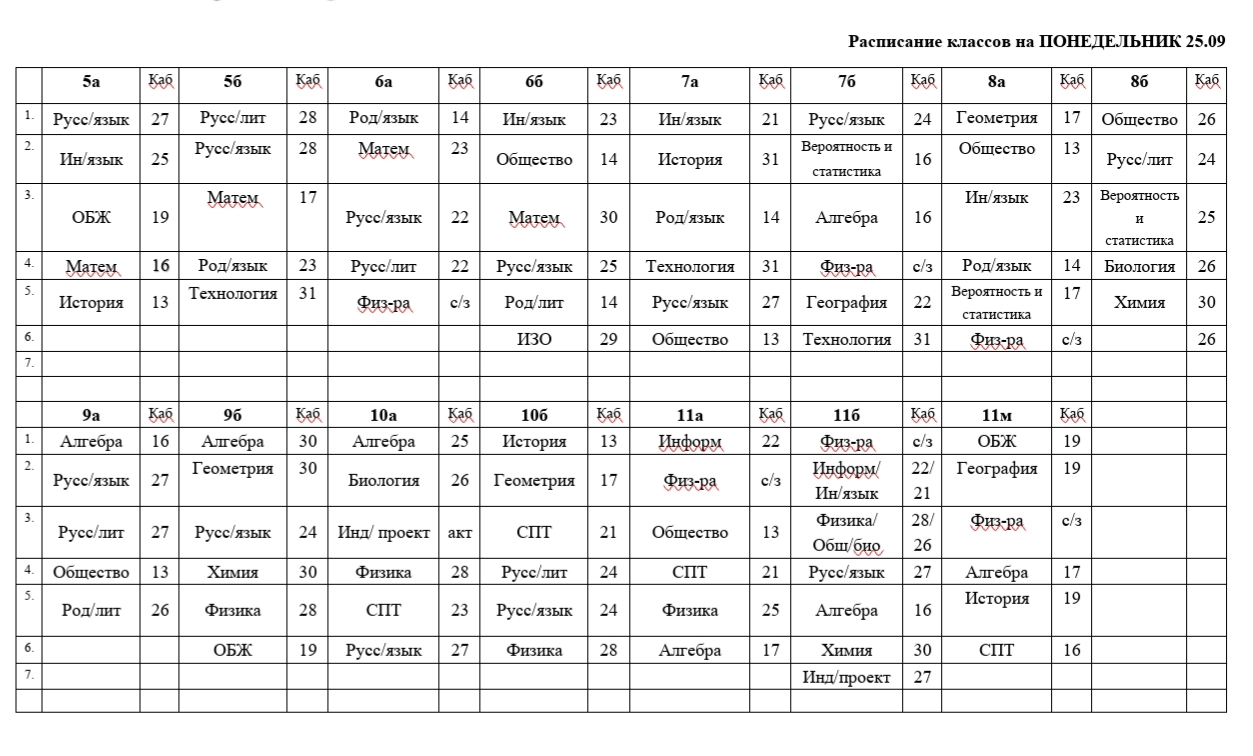 Расписание классов на ПОНЕДЕЛЬНИК 25.09
5а Каб 5б Каб 6а Каб 6б Каб 7а Каб 7б Каб 8а Каб 8б Каб
1. Русс/язык 27 Русс/лит 28 Род/язык 14 Ин/язык 23 Ин/язык 21 Русс/язык 24 Геометрия 17 Общество 26
2. Ин/язык 25 Русс/язык 28 Матем 23 Общество 14 История 31 Вероятность и статистика 16 Общество 13 Русс/лит 24
3. ОБЖ 19 Матем 17 Русс/язык 22 Матем 30 Род/язык 14 Алгебра 16 Ин/язык 23 Вероятность и статистика 25
4. Матем 16 Род/язык 23 Русс/лит 22 Русс/язык 25 Технология 31 Физ-ра с/з Род/язык 14 Биология 26
5. История 13 Технология 31 Физ-ра с/з Род/лит 14 Русс/язык 27 География 22 Вероятность и статистика 17 Химия 30
6. ИЗО 29 Общество 13 Технология 31 Физ-ра с/з 26
7.
9а Каб 9б Каб 10а Каб 10б Каб 11а Каб 11б Каб 11м Каб
1. Алгебра 16 Алгебра 30 Алгебра 25 История 13 Информ 22 Физ-ра с/з ОБЖ 19
2. Русс/язык 27 Геометрия 30 Биология 26 Геометрия 17 Физ-ра с/з Информ/ Ин/язык 22/ 21 География 19
3. Русс/лит 27 Русс/язык 24 Инд/ проект акт СПТ 21 Общество 13 Физика/ Общ/био 28/ 26 Физ-ра с/з
4. Общество 13 Химия 30 Физика 28 Русс/лит 24 СПТ 21 Русс/язык 27 Алгебра 17
5. Род/лит 26 Физика 28 СПТ 23 Русс/язык 24 Физика 25 Алгебра 16 История 19
6. ОБЖ 19 Русс/язык 27 Физика 28 Алгебра 17 Химия 30 СПТ 16
7. Инд/проект 27